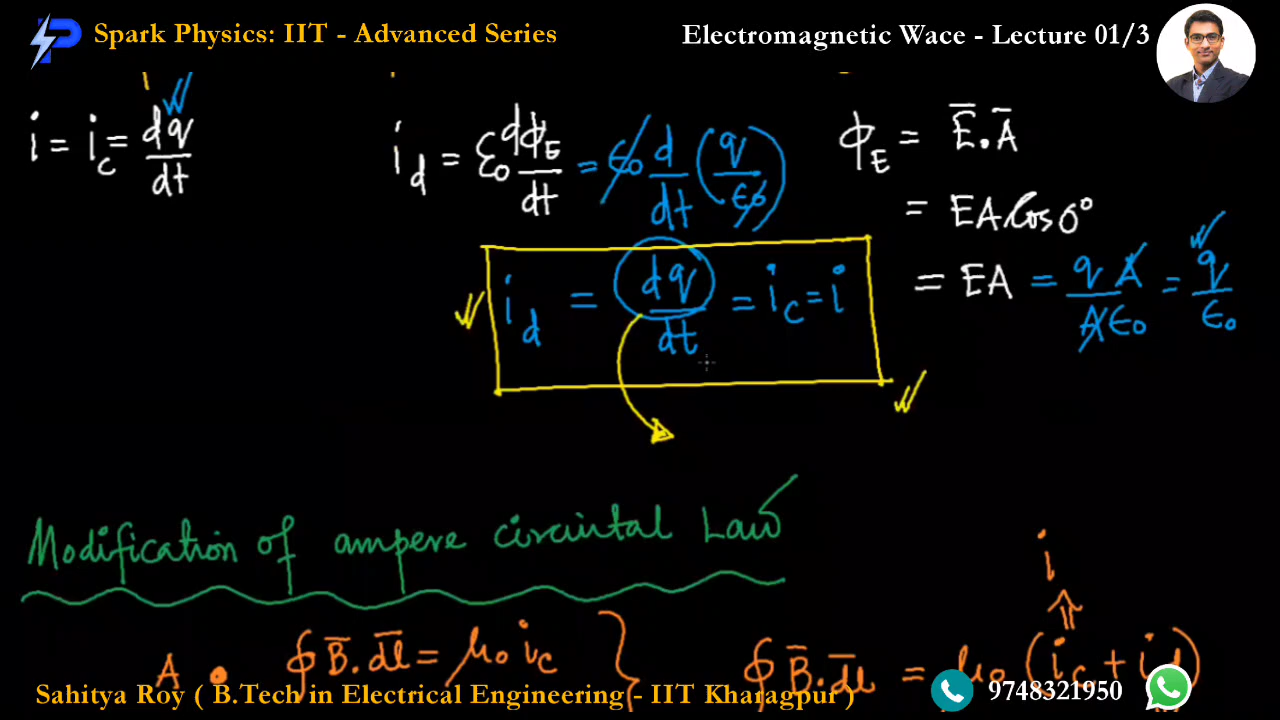 Spark Physics: IIT - Advanced Series
Electromagnetic Wace - Lecture 01/3
i = i_c = dq/dt
i_d = ε₀ dϕ_E/dt = ε₀ d/dt (q/ε₀)
ϕ_E = E̅.A̅
= EA Cos 0°
= EA = qA/Aε₀ = q/ε₀
i_d = dq/dt = i_c = i
Modification of ampere circuital Law
i
A • ∮ B̅.dl̅ = μ₀ i_c }
∮ B̅.dl̅ = μ₀ (i_c + i_d)
Sahitya Roy ( B.Tech in Electrical Engineering - IIT Kharagpur )
9748321950